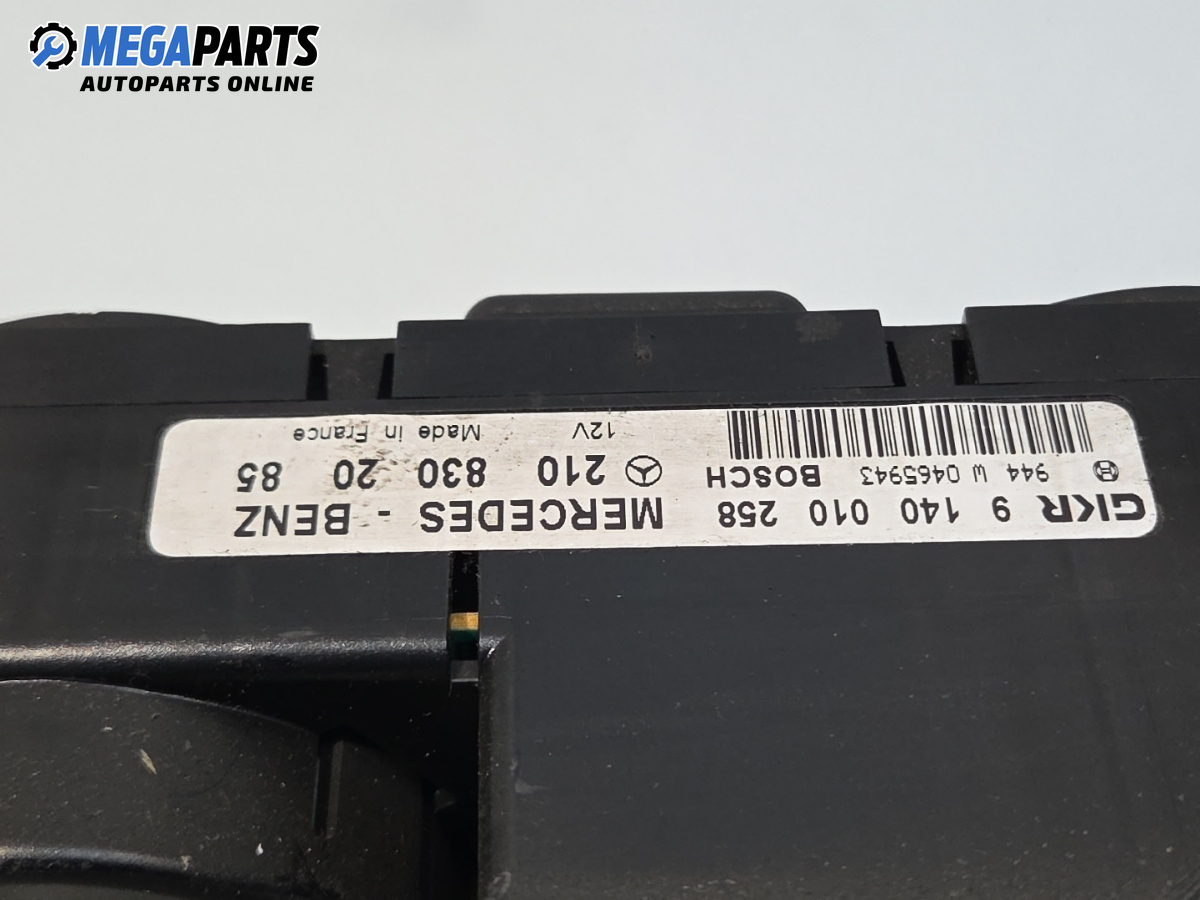 MEGAPARTS
AUTOPARTS ONLINE
GKR 9 140 010 258 MERCEDES - BENZ
944 W 0465943 BOSCH 210 830 20 85
12V Made in France